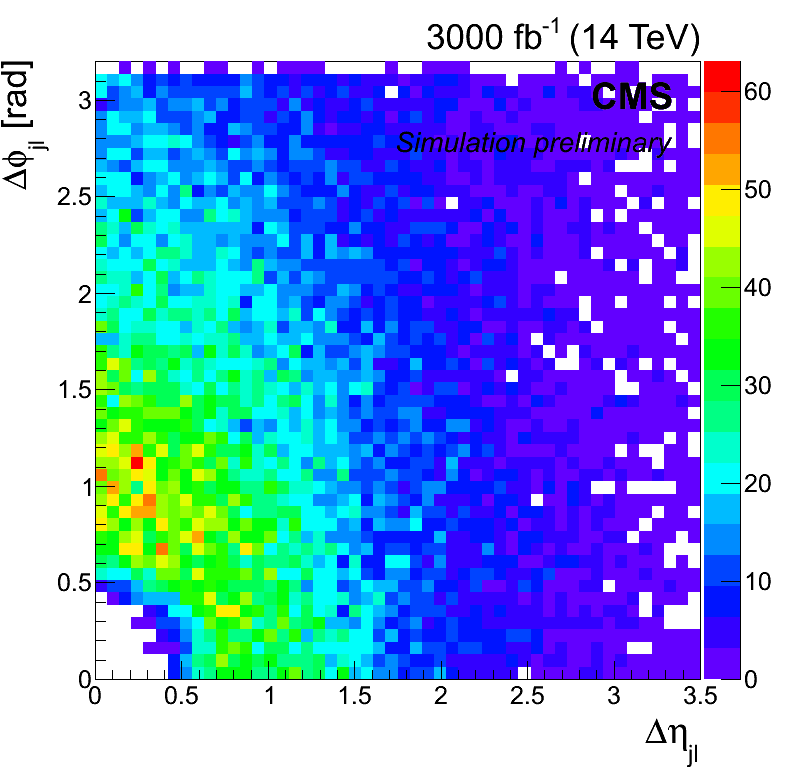 3000 fb⁻¹ (14 TeV)
CMS
Simulation preliminary
Δϕjl [rad]
3
2.5
2
1.5
1
0.5
0
0 0.5 1 1.5 2 2.5 3 3.5
Δηjl
60
50
40
30
20
10
0